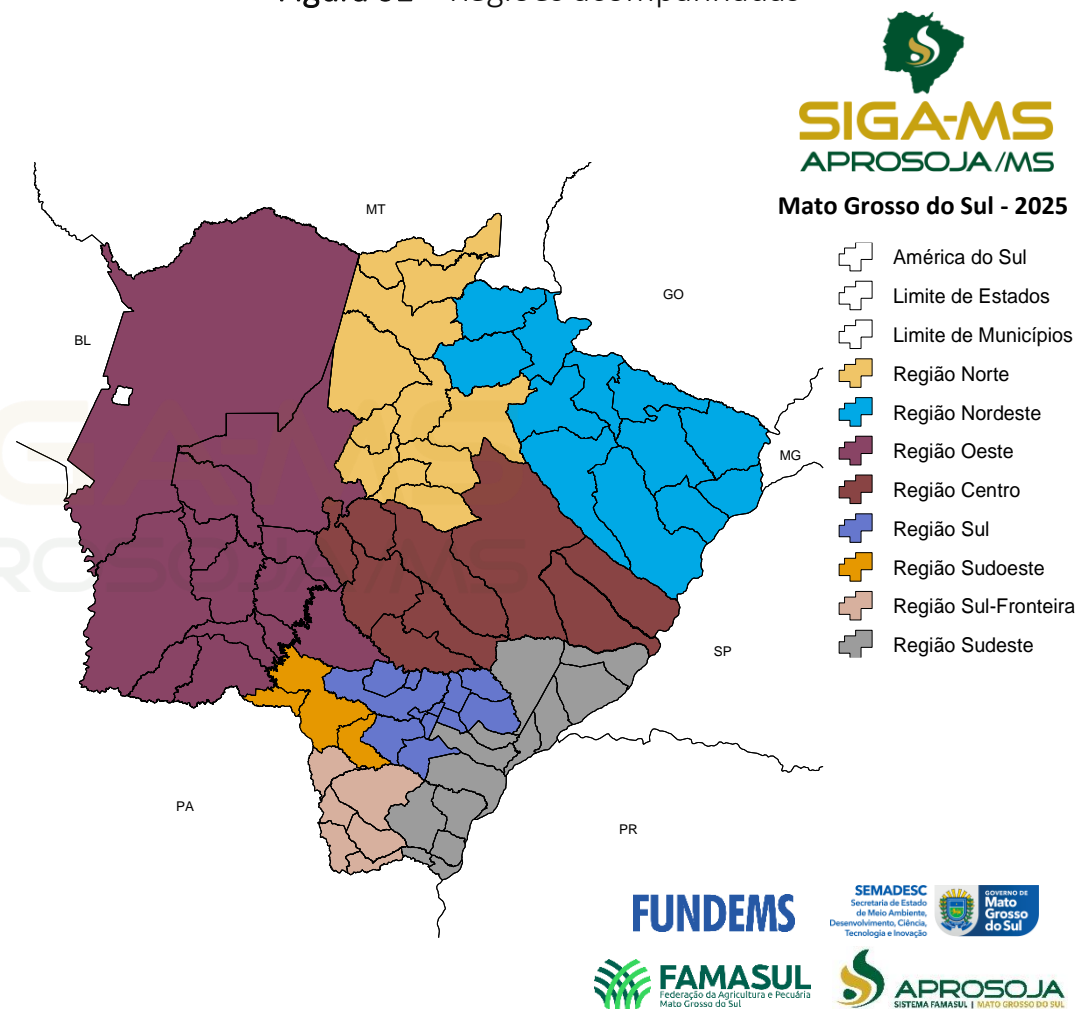 SIGA-MS
APROSOJA/MS
Mato Grosso do Sul - 2025
América do Sul
Limite de Estados
Limite de Municípios
Região Norte
Região Nordeste
Região Oeste
Região Centro
Região Sul
Região Sudoeste
Região Sul-Fronteira
Região Sudeste
MT
GO
BL
MG
SP
PA
PR
FUNDEMS
SEMADESC
Secretaria de Estado
de Meio Ambiente,
Desenvolvimento, Ciência,
Tecnologia e Inovação
GOVERNO DE
Mato
Grosso
do Sul
FAMASUL
Federação da Agricultura e Pecuária
Mato Grosso do Sul
APROSOJA
SISTEMA FAMASUL | MATO GROSSO DO SUL